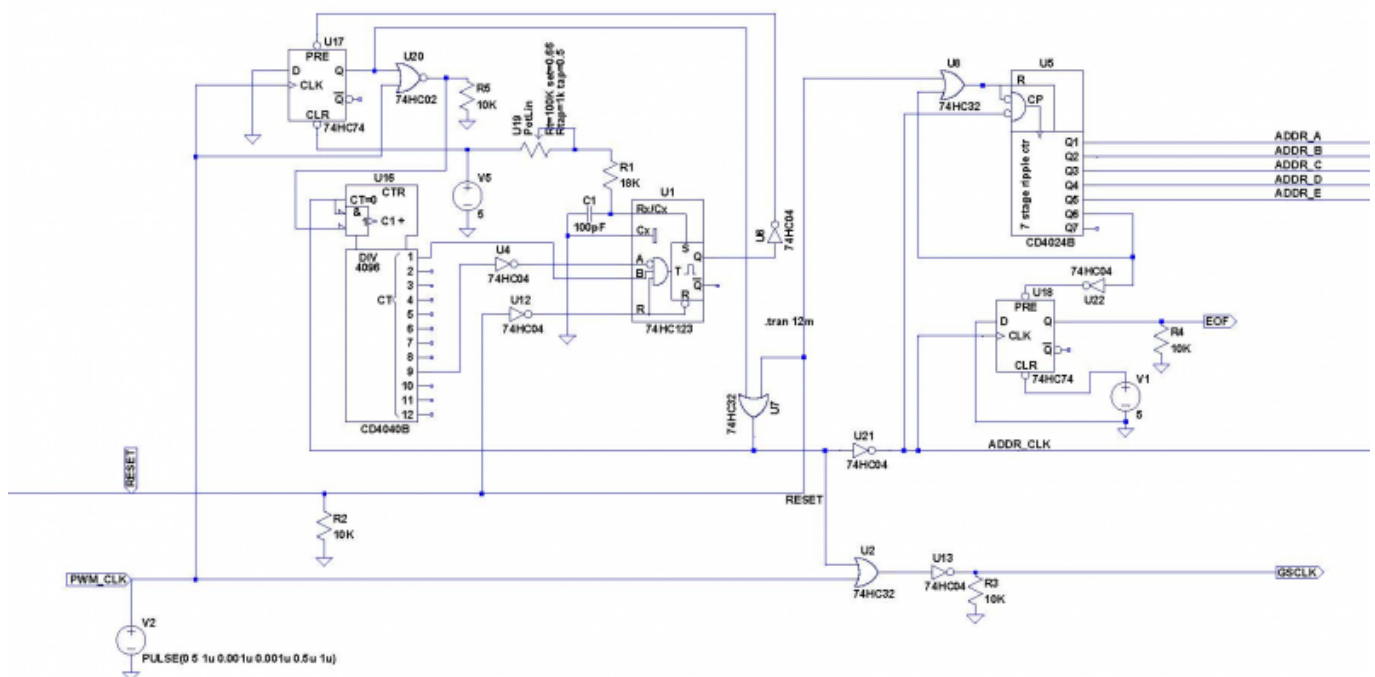 U17
PRE
D
Q
CLK
Q
CLR
74HC74
U20
74HC02
R5
10K
U19
PotLin
Rt=100K set=0.66
Rtap=1k tap=0.5
V5
5
R1
18K
C1
100pF
U1
Rx/Cx
Cx
S
A
B
T
Q
Q
R
R
74HC123
U6
74HC04
U16
CTR
CT=0
&
1
C1 +
DIV
4096
CT
1
2
3
4
5
6
7
8
9
10
11
12
CD4040B
U4
74HC04
U12
74HC04
.tran 12m
U7
74HC32
U8
74HC32
U5
R
CP
7 stage ripple ctr
Q1
Q2
Q3
Q4
Q5
Q6
Q7
CD4024B
ADDR_A
ADDR_B
ADDR_C
ADDR_D
ADDR_E
74HC04
U22
U18
PRE
D
Q
CLK
Q
CLR
74HC74
EOF
R4
10K
V1
5
U21
74HC04
ADDR_CLK
RESET
RESET
R2
10K
PWM_CLK
V2
PULSE(0 5 1u 0.001u 0.001u 0.5u 1u)
U2
74HC32
U13
74HC04
R3
10K
GSCLK